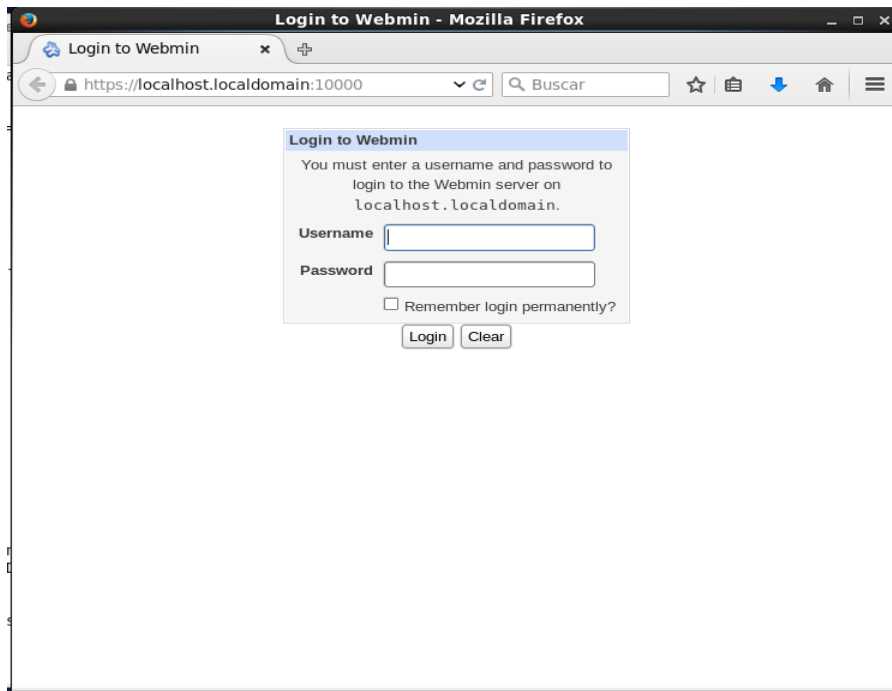 Login to Webmin - Mozilla Firefox
Login to Webmin
https://localhost.localdomain:10000
Buscar
Login to Webmin
You must enter a username and password to
login to the Webmin server on
localhost.localdomain.
Username
Password
Remember login permanently?
Login Clear